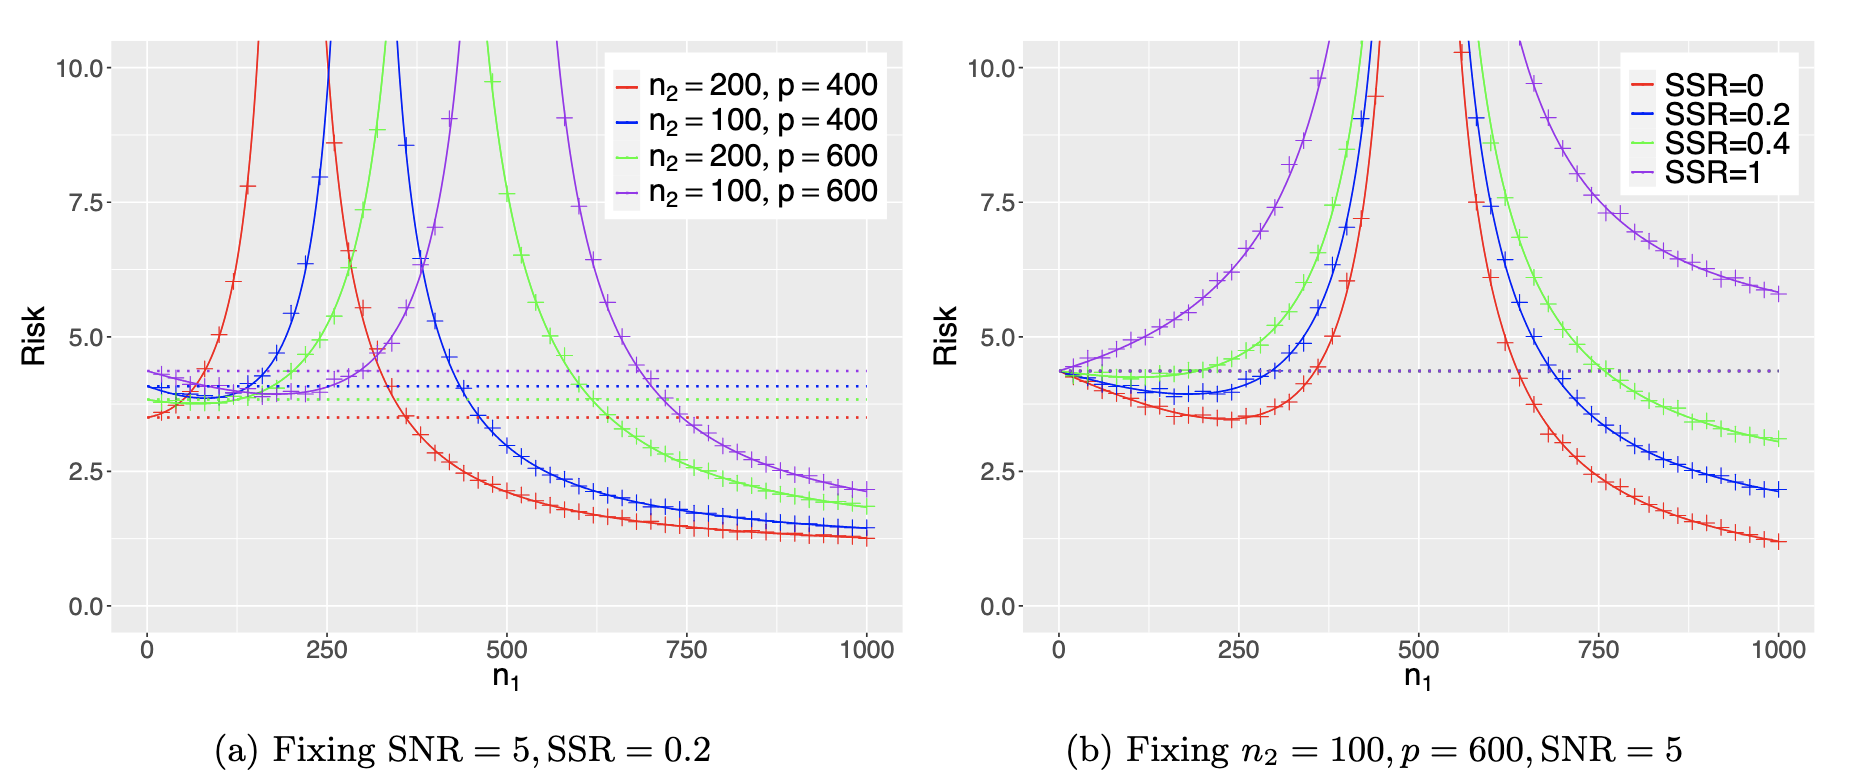 10.0
7.5
5.0
2.5
0.0
Risk
0 250 500 750 1000
n₁
n₂ = 200, p = 400
n₂ = 100, p = 400
n₂ = 200, p = 600
n₂ = 100, p = 600
(a) Fixing SNR = 5, SSR = 0.2
10.0
7.5
5.0
2.5
0.0
Risk
0 250 500 750 1000
n₁
SSR=0
SSR=0.2
SSR=0.4
SSR=1
(b) Fixing n₂ = 100, p = 600, SNR = 5